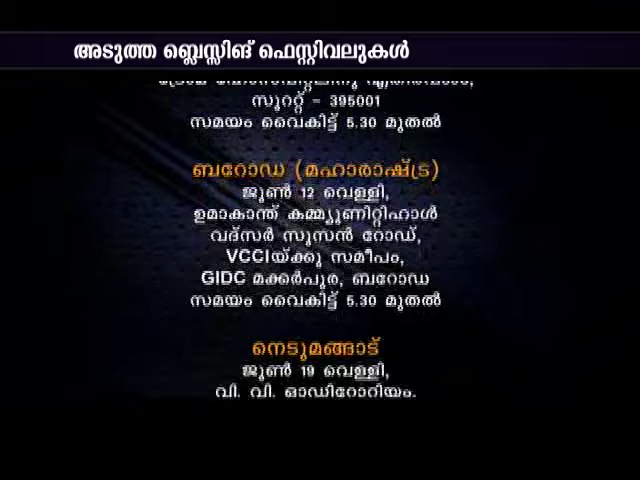 അടുത്ത ബ്ലെസ്സിങ് ഫെസ്റ്റിവലുകൾ
സൂററ്റ് = 395001
സമയം വൈകിട്ട് 5.30 മുതൽ
ബറോഡ (മഹാരാഷ്ട്ര)
ജൂൺ 12 വെള്ളി,
ഉമാകാന്ത് കമ്മ്യൂണിറ്റിഹാൾ
വദ്സർ സൂസൻ റോഡ്,
VCCIയ്ക്കു സമീപം,
GIDC മക്കർപുര, ബറോഡ
സമയം വൈകിട്ട് 5.30 മുതൽ
നെടുമങ്ങാട്
ജൂൺ 19 വെള്ളി,
വി. വി. ഓഡിറോറിയം.